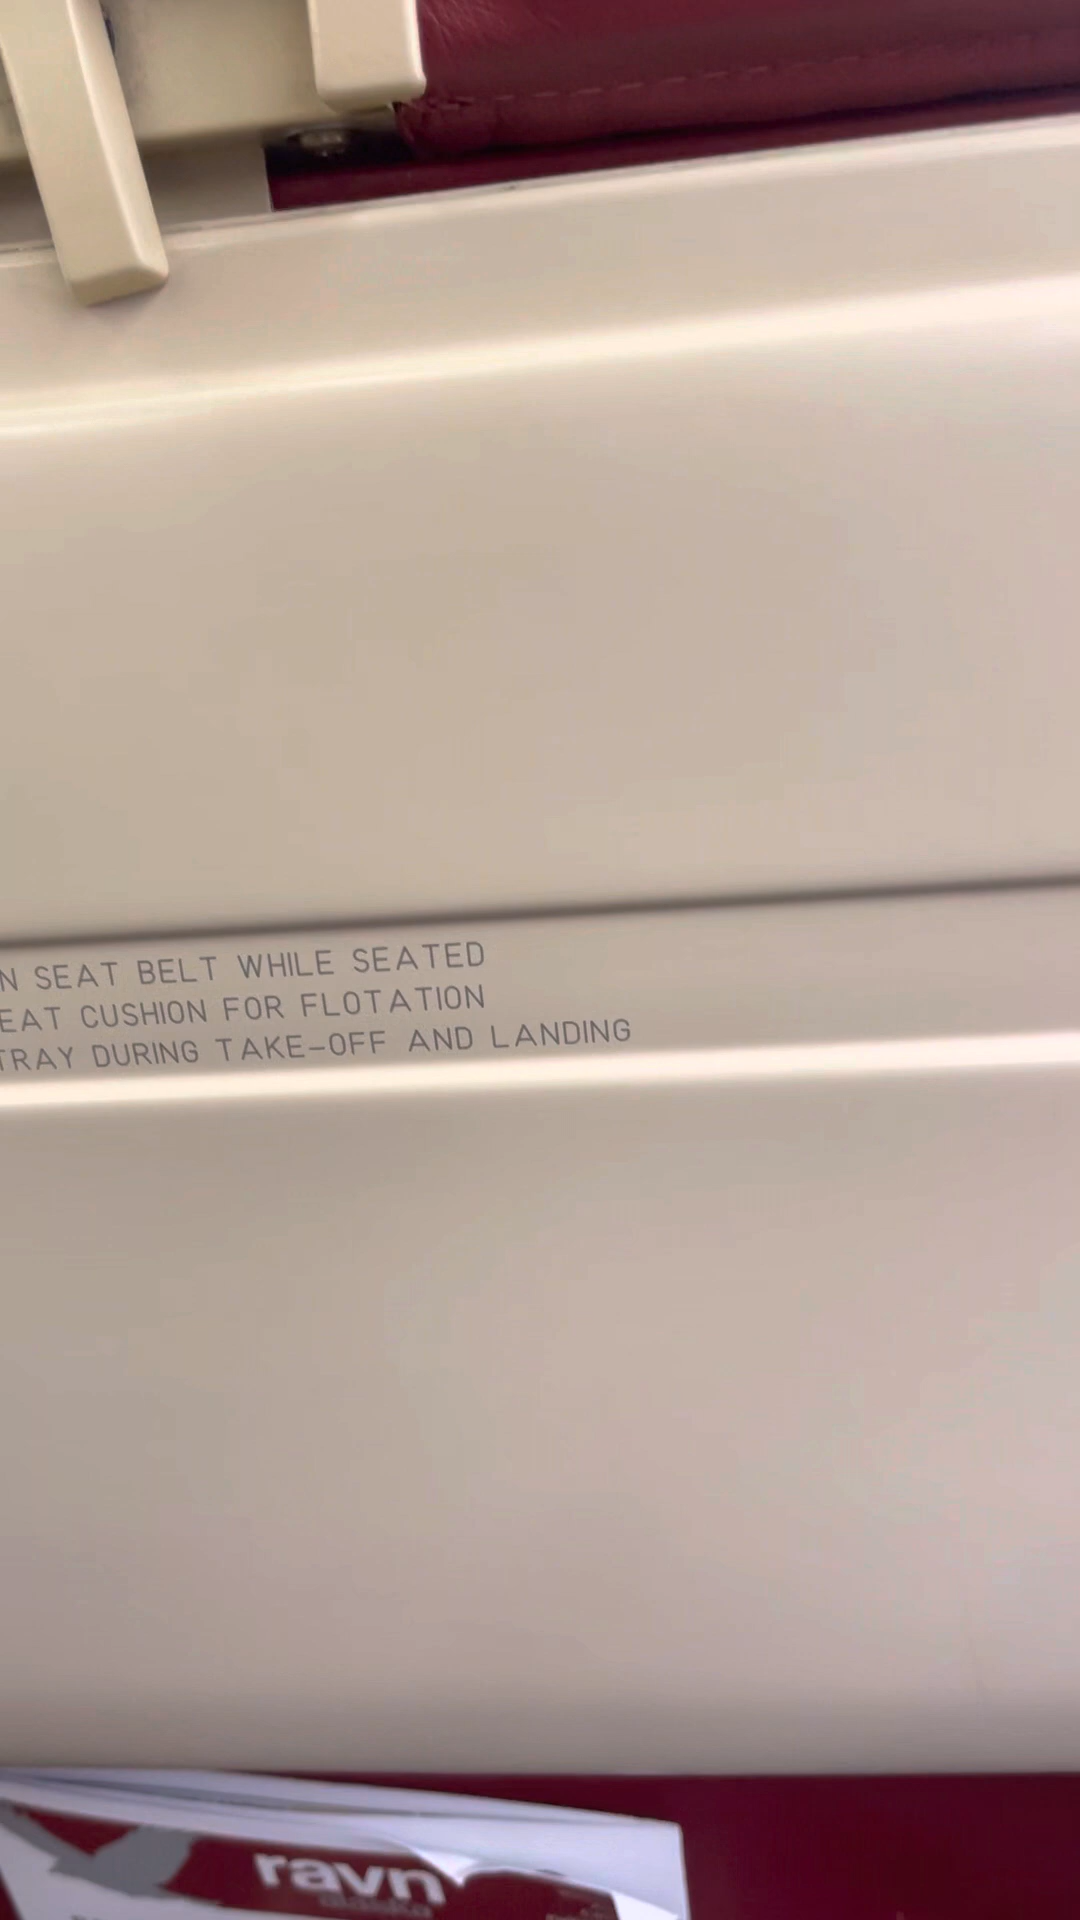 N SEAT BELT WHILE SEATED
EAT CUSHION FOR FLOTATION
TRAY DURING TAKE-OFF AND LANDING
ravn